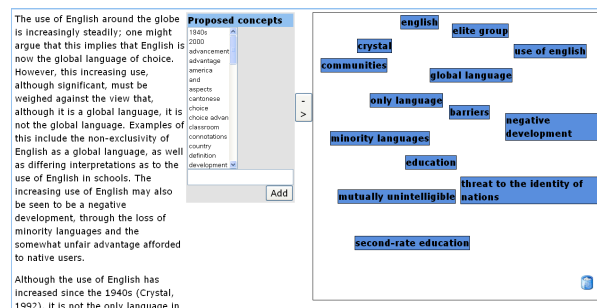 The use of English around the globe
is increasingly steadily; one might
argue that this implies that English is
now the global language of choice.
However, this increasing use,
although significant, must be
weighed against the view that,
although it is a global language, it is
not the global language. Examples of
this include the non-exclusivity of
English as a global language, as well
as differing interpretations as to the
use of English in schools. The
increasing use of English may also
be seen to be a negative
development, through the loss of
minority languages and the
somewhat unfair advantage afforded
to native users.
Although the use of English has
increased since the 1940s (Crystal,
1992), it is not the only language in
Proposed concepts
1940s
2000
advancement
advantage
america
and
aspects
cantonese
choice
choice advan
classroom
connotations
country
definition
development
Add
- >
english
elite group
crystal
use of english
communities
global language
only language
barriers
negative
development
minority languages
education
threat to the identity of
nations
mutually unintelligible
second-rate education